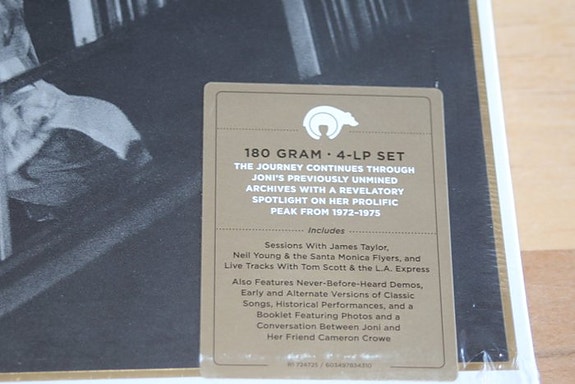 180 GRAM • 4-LP SET
THE JOURNEY CONTINUES THROUGH
JONI'S PREVIOUSLY UNMINED
ARCHIVES WITH A REVELATORY
SPOTLIGHT ON HER PROLIFIC
PEAK FROM 1972–1975
Includes
Sessions With James Taylor,
Neil Young & the Santa Monica Flyers, and
Live Tracks With Tom Scott & the L.A. Express
Also Features Never-Before-Heard Demos,
Early and Alternate Versions of Classic
Songs, Historical Performances, and a
Booklet Featuring Photos and a
Conversation Between Joni and
Her Friend Cameron Crowe